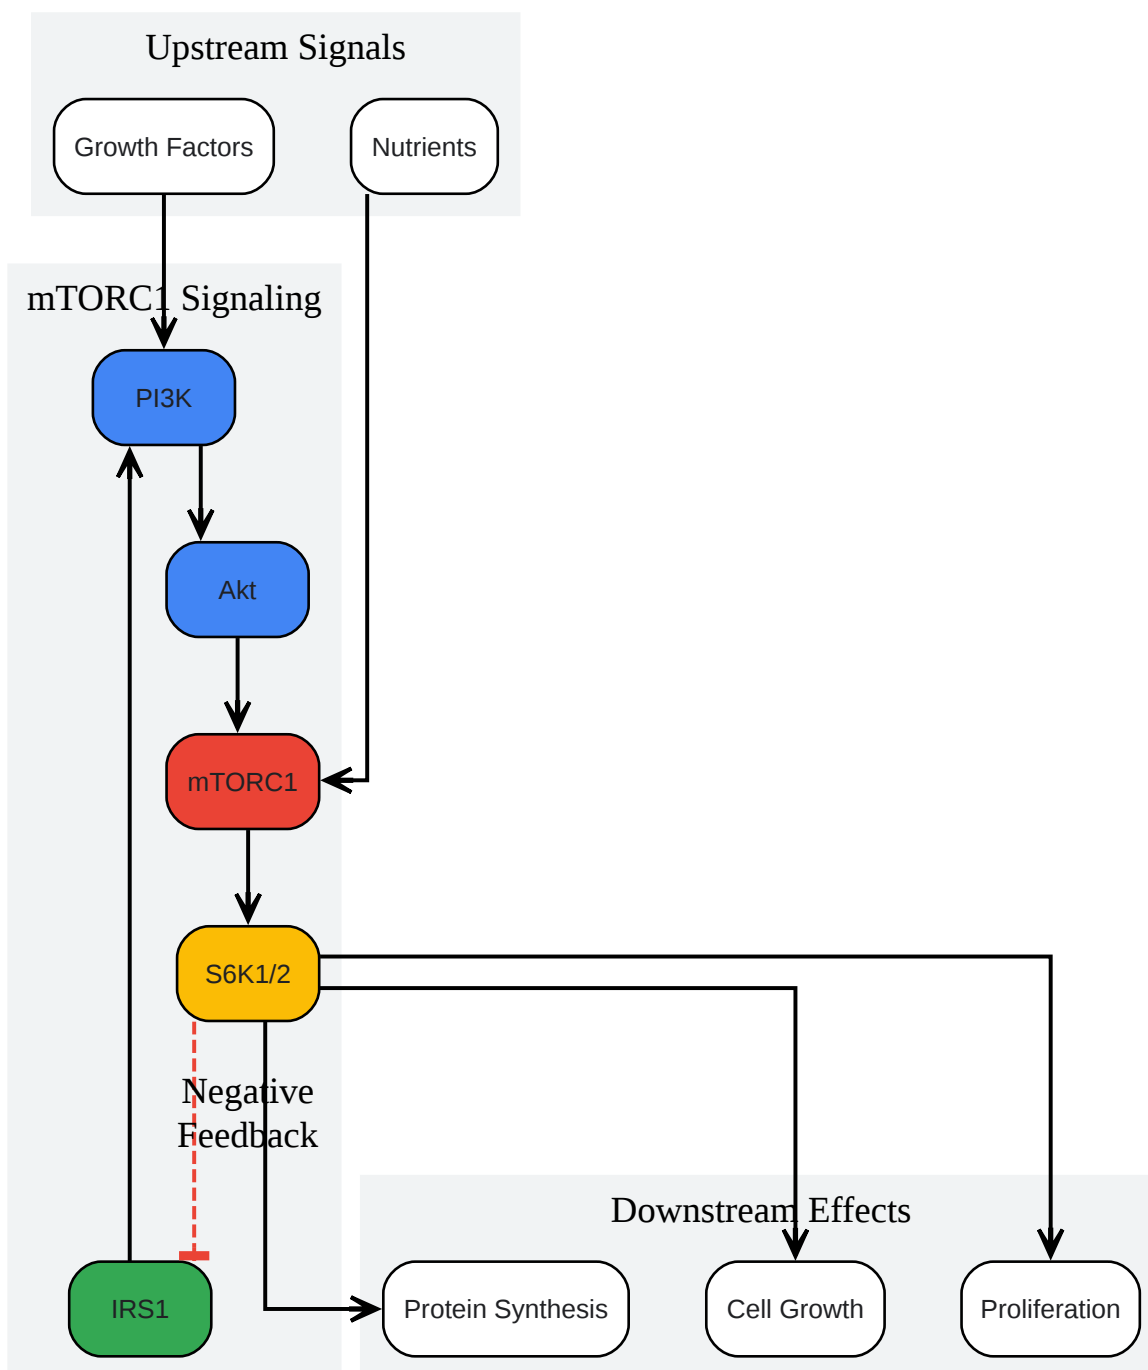 Upstream Signals
Growth Factors
Nutrients
mTORC1 Signaling
PI3K
Akt
mTORC1
S6K1/2
Negative
Feedback
Downstream Effects
IRS1
Protein Synthesis
Cell Growth
Proliferation